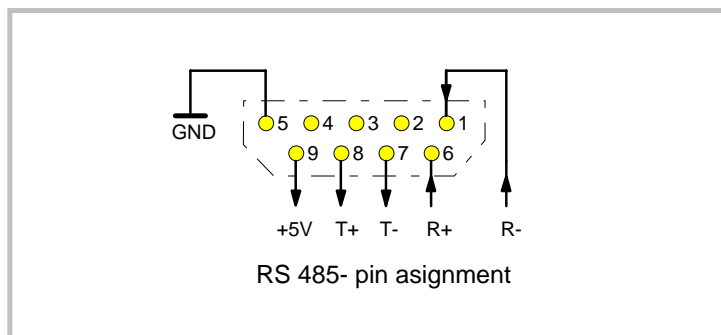 GND
5 4 3 2 1
9 8 7 6
+5V T+ T- R+ R-
RS 485- pin asignment